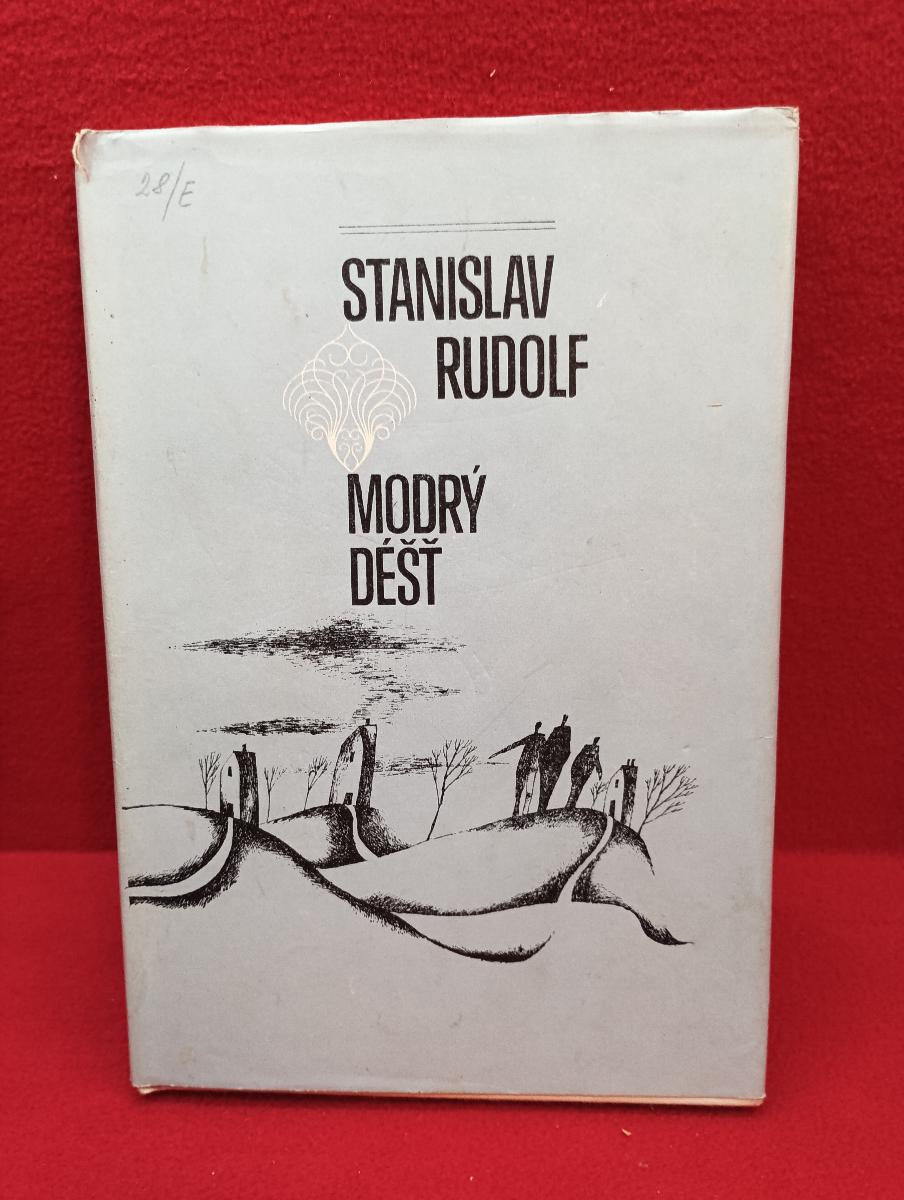 28/E
STANISLAV
RUDOLF
MODRÝ
DÉŠŤ